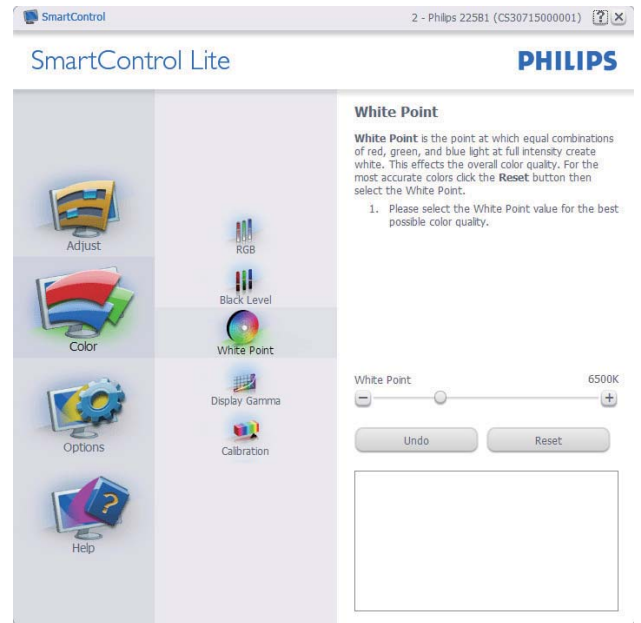 SmartControl
2 - Philips 225B1 (CS30715000001)
?
SmartControl Lite
PHILIPS
Adjust
Color
Options
Help
RGB
Black Level
White Point
Display Gamma
Calibration
White Point
White Point is the point at which equal combinations
of red, green, and blue light at full intensity create
white. This effects the overall color quality. For the
most accurate colors click the Reset button then
select the White Point.
1. Please select the White Point value for the best
possible color quality.
White Point 6500K
Undo Reset